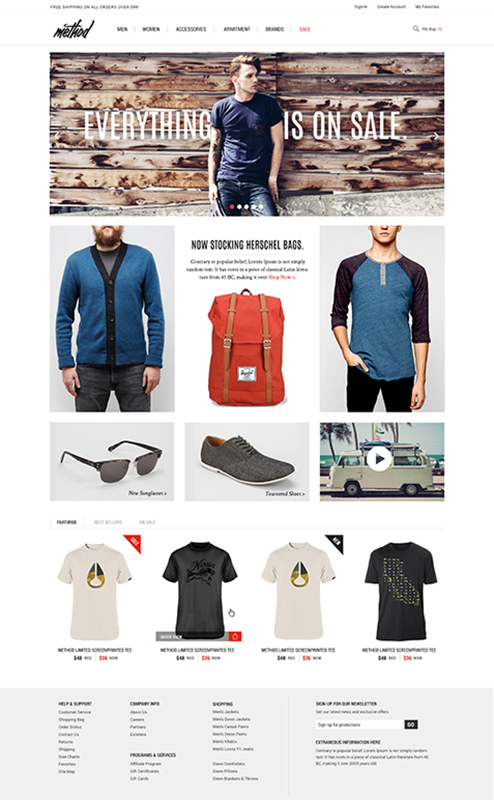 FREE SHIPPING ON ALL ORDERS OVER $99!
Sign In
Create Account
My Favorites
method
MEN
WOMEN
ACCESSORIES
APARTMENT
BRANDS
SALE
My Bag (0)
EVERYTHING IS ON SALE.
NOW STOCKING HERSCHEL BAGS.
Contrary to popular belief, Lorem Ipsum is not simply
random text. It has roots in a piece of classical Latin litera-
ture from 45 BC, making it over Shop Now >
Herschel
New Sunglasses >
Townsend Shoes >
FEATURED
BEST SELLERS
ON SALE
SALE
NEW
Nixon
QUICK VIEW
METHOD LIMITED SCREENPRINTED TEE
$48 REG | $36 NOW
METHOD LIMITED SCREENPRINTED TEE
$48 REG | $36 NOW
METHOD LIMITED SCREENPRINTED TEE
$48 REG | $36 NOW
METHOD LIMITED SCREENPRINTED TEE
$48 REG | $36 NOW
HELP & SUPPORT
Customer Service
Shopping Bag
Order Status
Contact Us
Returns
Shipping
Size Charts
Favorites
Site Map
COMPANY INFO
About Us
Careers
Partners
PROGRAMS & SERVICES
Affiliate Program
Gift Certificates
Gift Cards
SHOPPING
Men's Jackets
Men's Down Jackets
Men's Casual Pants
Men's Dress Pants
Men's Khakis
Men's Loose Fit Jeans
Down Comforters
Down Pillows
Down Blankets & Throws
SIGN-UP FOR OUR NEWSLETTER
Get our latest news and exclusive offers
Sign up for promotions
GO
EXTRANEOUS INFORMATION HERE
Contrary to popular belief, Lorem Ipsum is not simply
random text. It has roots in a piece of classical Latin literature from 45
BC, making it over 2000 years old.